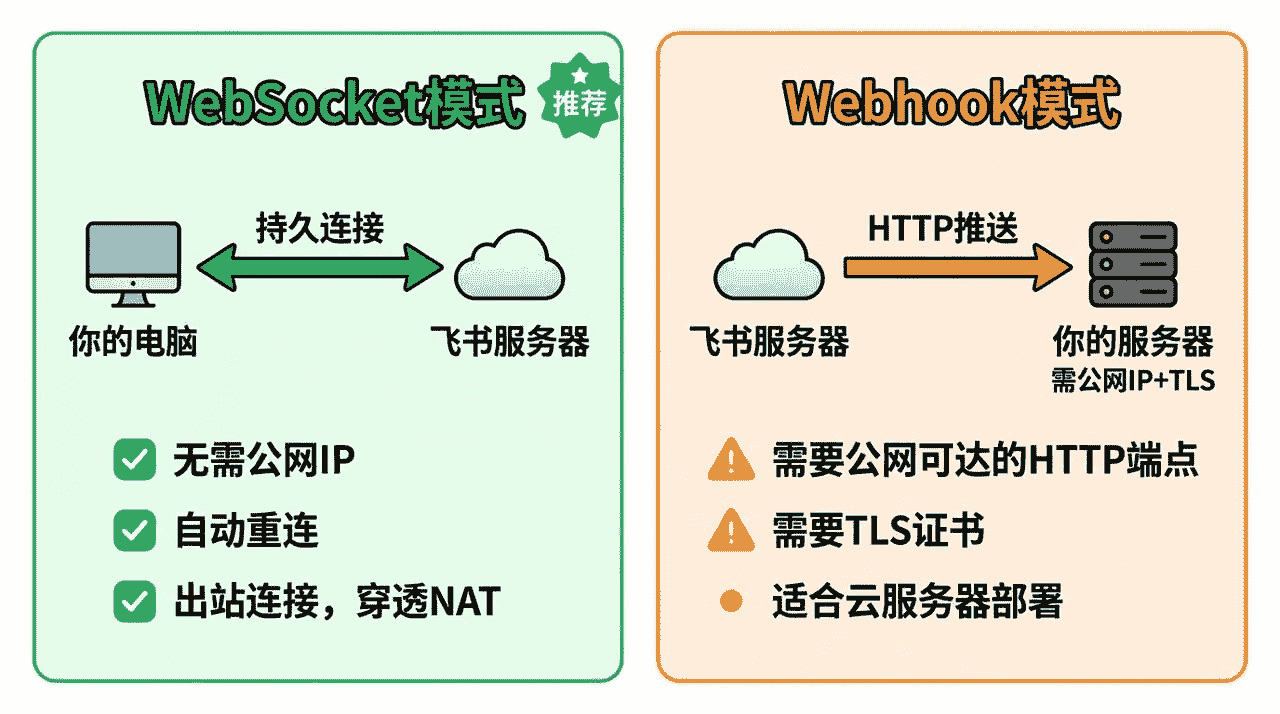 WebSocket模式
推荐
持久连接
你的电脑
飞书服务器
无需公网IP
自动重连
出站连接，穿透NAT
Webhook模式
HTTP推送
飞书服务器
你的服务器
需公网IP+TLS
需要公网可达的HTTP端点
需要TLS证书
适合云服务器部署